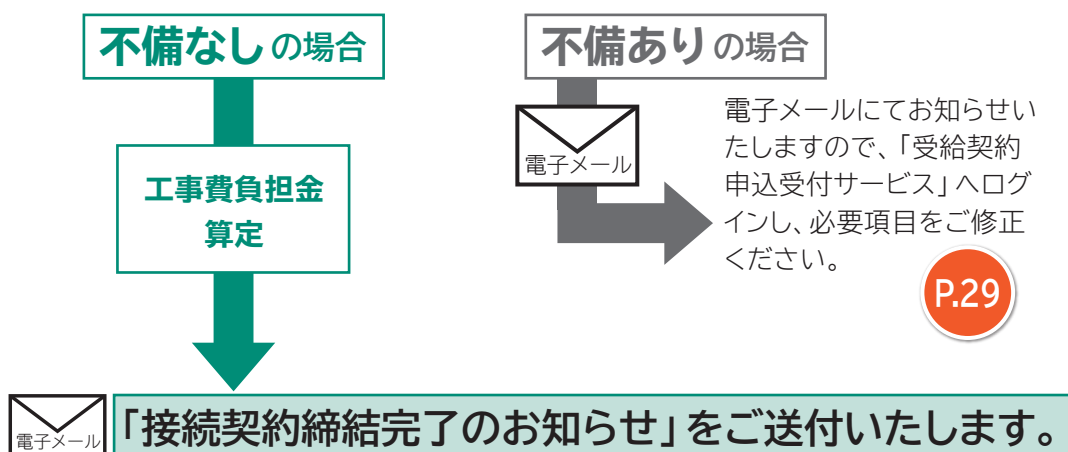 不備なしの場合
工事費負担金
算定
不備ありの場合
電子メール
電子メールにてお知らせい
たしますので、「受給契約
申込受付サービス」へログ
インし、必要項目をご修正
ください。
P.29
電子メール
「接続契約締結完了のお知らせ」をご送付いたします。